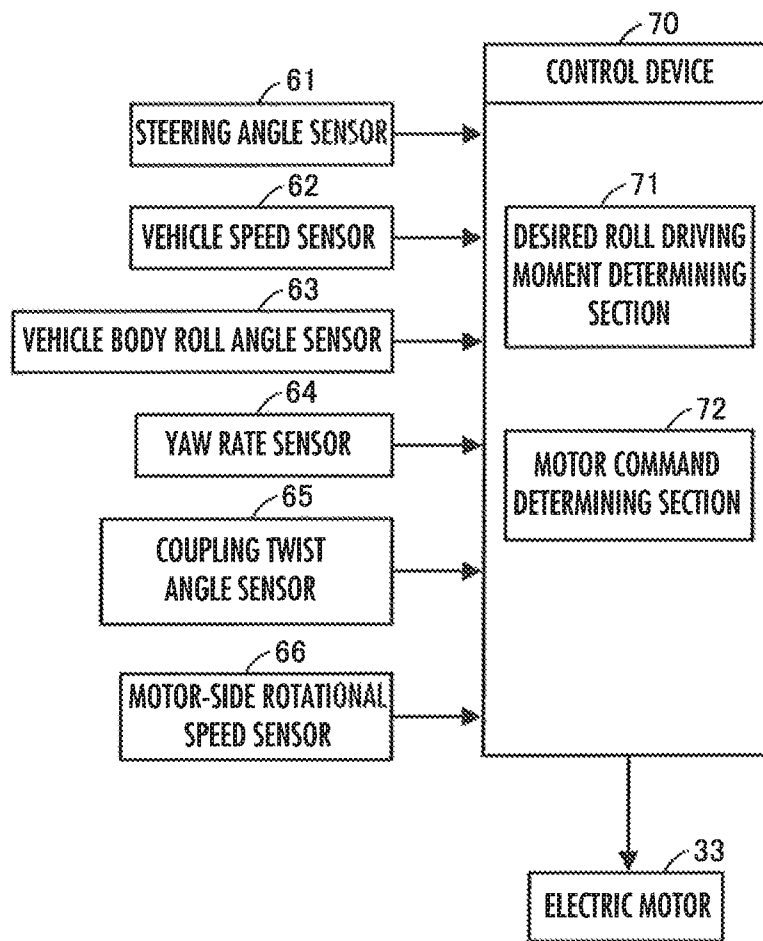 70
CONTROL DEVICE
61
STEERING ANGLE SENSOR
62
VEHICLE SPEED SENSOR
63
VEHICLE BODY ROLL ANGLE SENSOR
64
YAW RATE SENSOR
65
COUPLING TWIST
ANGLE SENSOR
66
MOTOR-SIDE ROTATIONAL
SPEED SENSOR
71
DESIRED ROLL DRIVING
MOMENT DETERMINING
SECTION
72
MOTOR COMMAND
DETERMINING SECTION
33
ELECTRIC MOTOR